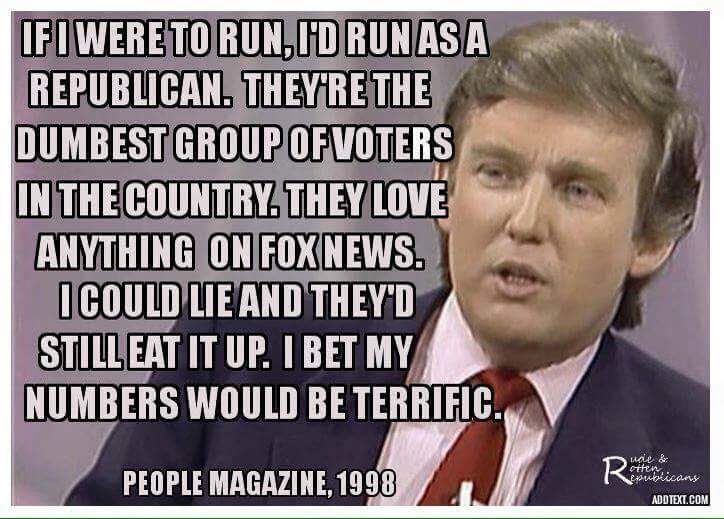 IF I WERE TO RUN, I'D RUN AS A
REPUBLICAN. THEY'RE THE
DUMBEST GROUP OF VOTERS
IN THE COUNTRY. THEY LOVE
ANYTHING ON FOX NEWS.
I COULD LIE AND THEY'D
STILL EAT IT UP. I BET MY
NUMBERS WOULD BE TERRIFIC.
PEOPLE MAGAZINE, 1998
Rude &
Rotten
Republicans
ADDTEXT.COM